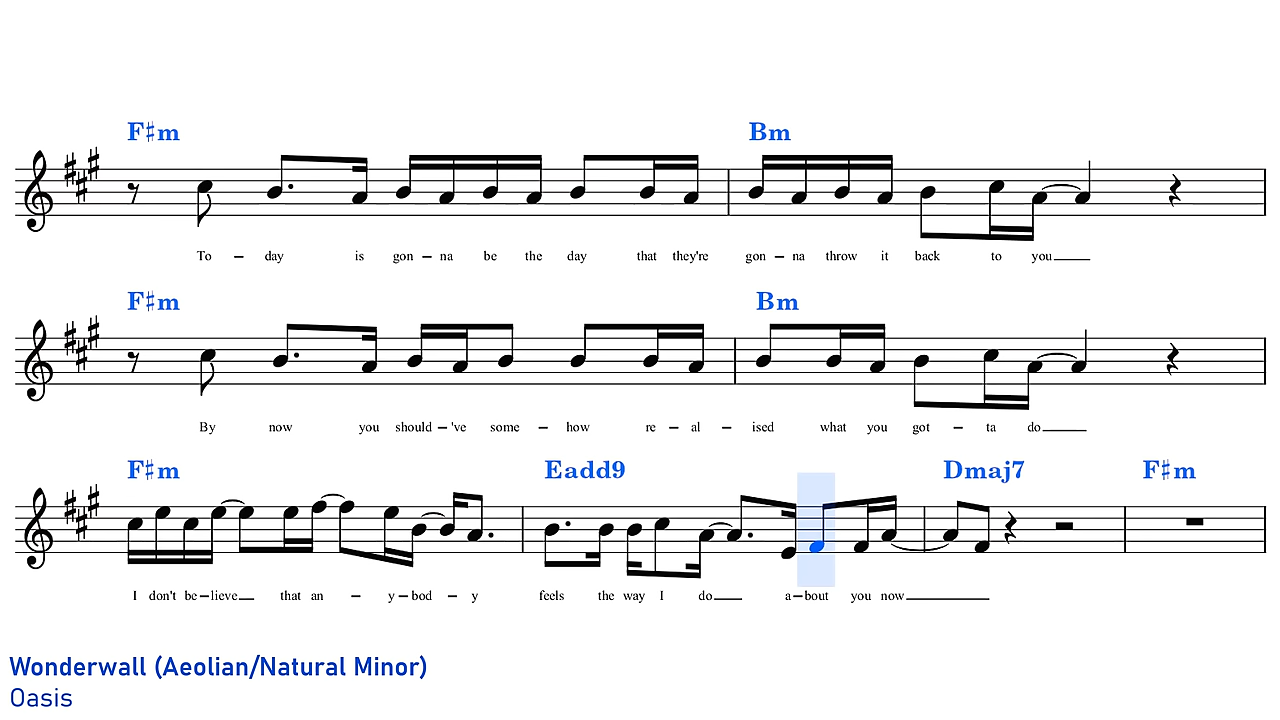 F♯m Bm
To – day is gon – na be the day that they're gon – na throw it back to you
F♯m Bm
By now you should – 've some – how re – al – ised what you got – ta do
F♯m Eadd9 Dmaj7 F♯m
I don't be – lieve that an – y – bod – y feels the way I do a – bout you now
Wonderwall (Aeolian/Natural Minor)
Oasis